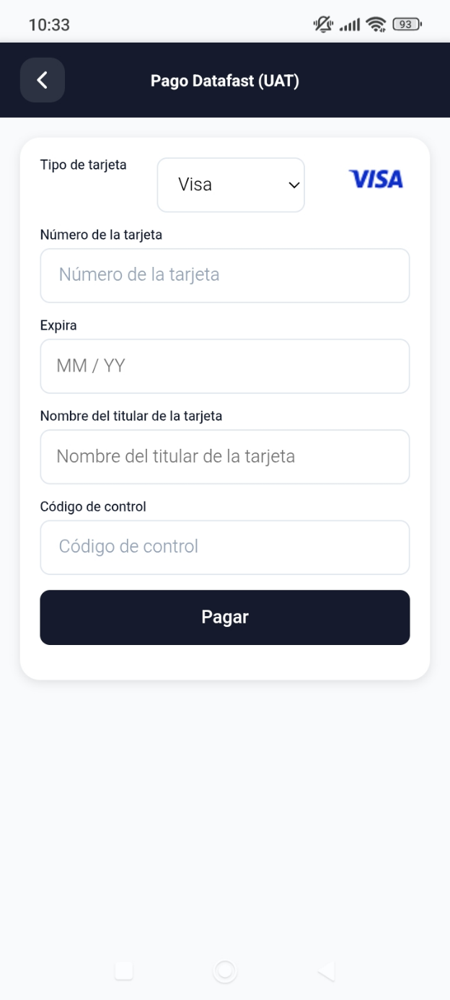 10:33
93
Pago Datafast (UAT)
Tipo de tarjeta
Visa
VISA
Número de la tarjeta
Número de la tarjeta
Expira
MM / YY
Nombre del titular de la tarjeta
Nombre del titular de la tarjeta
Código de control
Código de control
Pagar